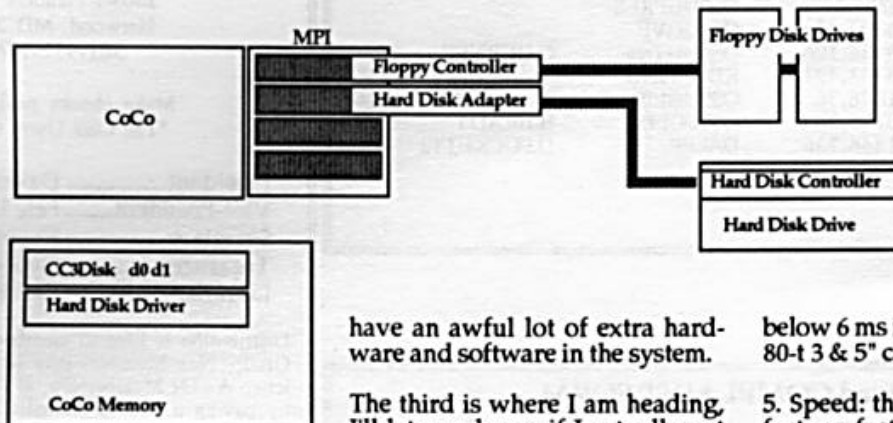 MPI
Floppy Disk Drives
Floppy Controller
CoCo
Hard Disk Adapter
Hard Disk Controller
Hard Disk Drive
CC3Disk d0 d1
Hard Disk Driver
CoCo Memory
have an awful lot of extra hard-
ware and software in the system.
The third is where I am heading,
below 6 ms
80-t 3 & 5"
5. Speed: th